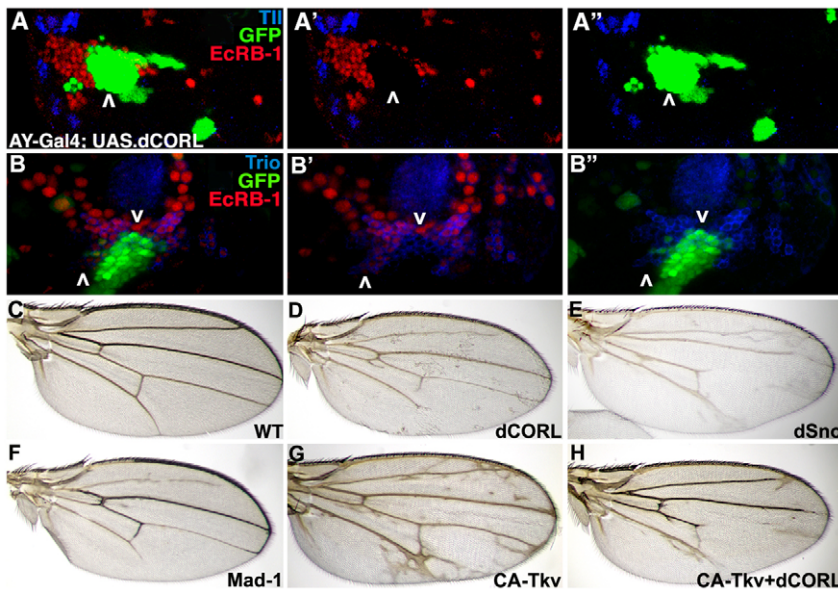 A
Tll
GFP
EcRB-1
AY-Gal4: UAS.dCORL
A'
A''
B
Trio
GFP
EcRB-1
B'
B''
C
WT
D
dCORL
E
dSno
F
Mad-1
G
CA-Tkv
H
CA-Tkv+dCORL